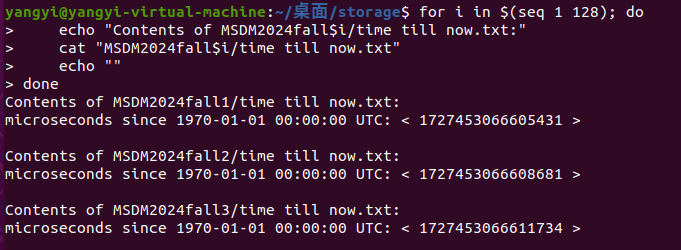 yangyi@yangyi-virtual-machine:~/桌面/storage$ for i in $(seq 1 128); do
>     echo "Contents of MSDM2024fall$i/time till now.txt:"
>     cat "MSDM2024fall$i/time till now.txt"
>     echo ""
> done
Contents of MSDM2024fall1/time till now.txt:
microseconds since 1970-01-01 00:00:00 UTC: < 1727453066605431 >
Contents of MSDM2024fall2/time till now.txt:
microseconds since 1970-01-01 00:00:00 UTC: < 1727453066608681 >
Contents of MSDM2024fall3/time till now.txt:
microseconds since 1970-01-01 00:00:00 UTC: < 1727453066611734 >